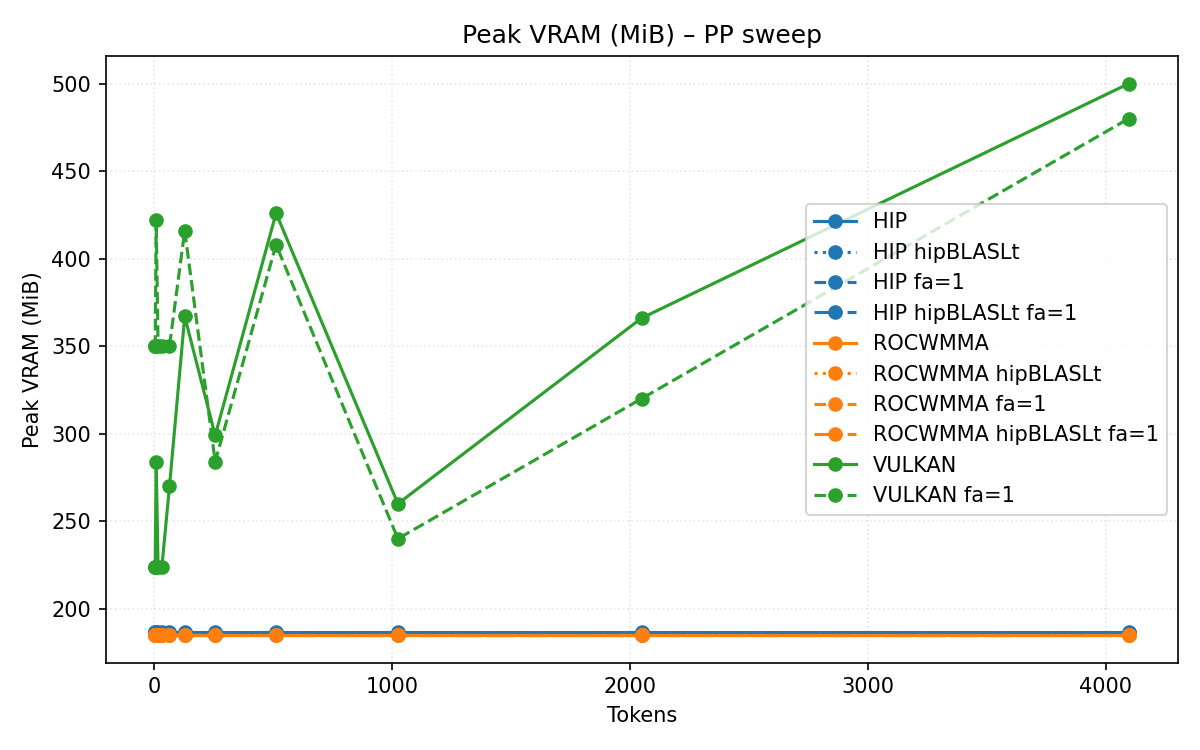 Peak VRAM (MiB) – PP sweep
Peak VRAM (MiB)
500
450
400
350
300
250
200
HIP
HIP hipBLASLt
HIP fa=1
HIP hipBLASLt fa=1
ROCWMMA
ROCWMMA hipBLASLt
ROCWMMA fa=1
ROCWMMA hipBLASLt fa=1
VULKAN
VULKAN fa=1
0 1000 2000 3000 4000
Tokens